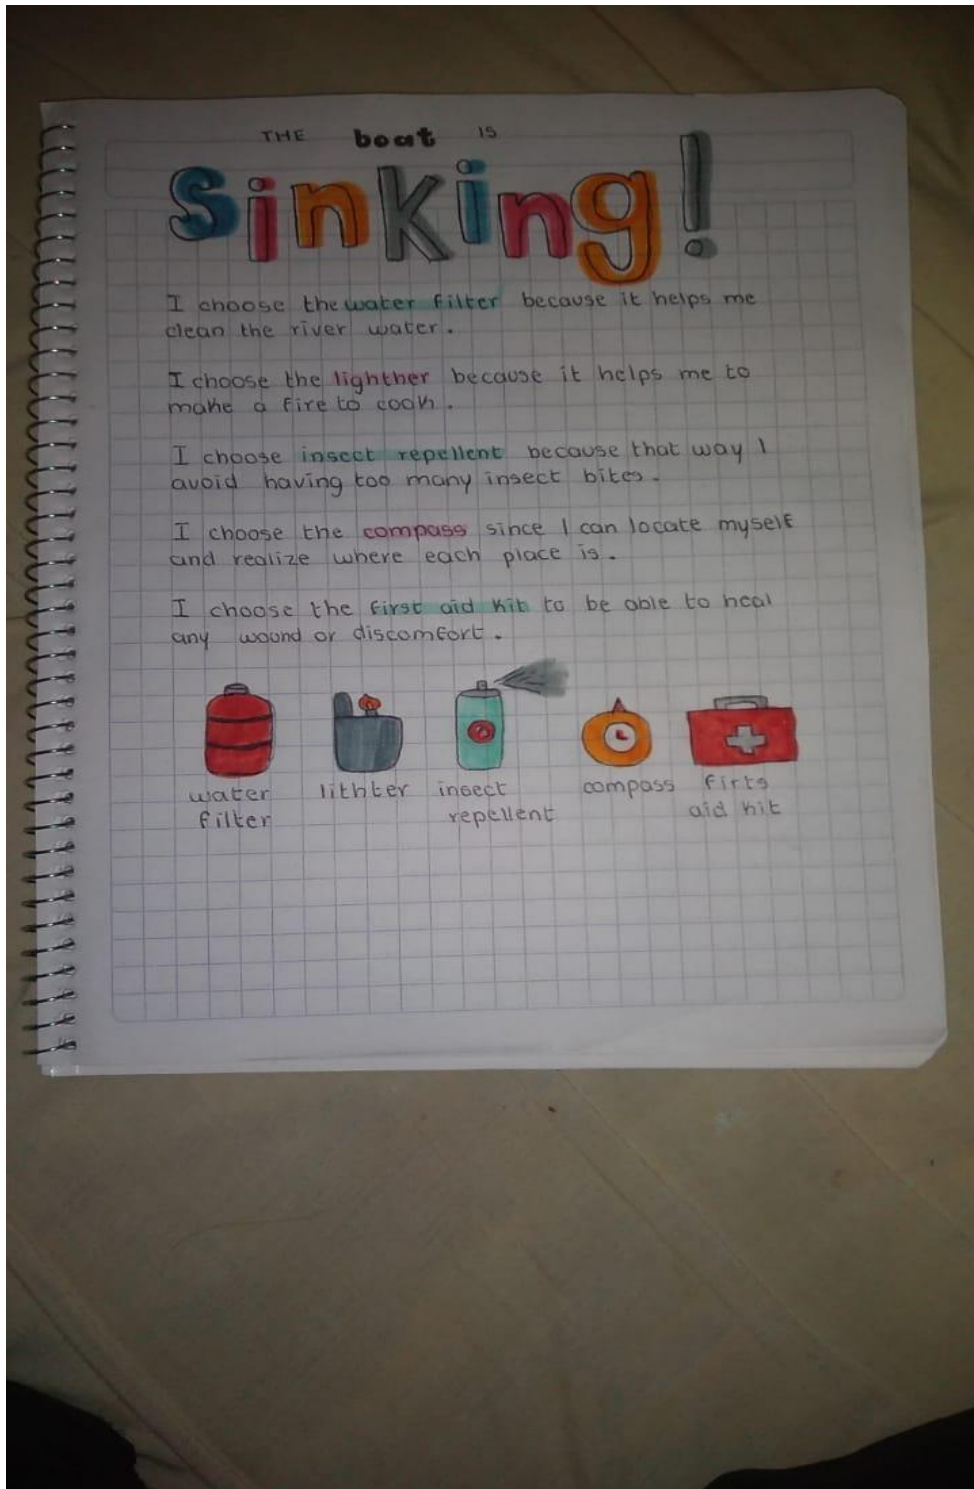 THE boat IS
sinking!
I choose the water filter because it helps me
clean the river water.
I choose the lighther because it helps me to
make a fire to cook.
I choose insect repellent because that way I
avoid having too many insect bites.
I choose the compass since I can locate myself
and realize where each place is.
I choose the first aid kit to be able to heal
any wound or discomfort.
water filter
lithter
insect repellent
compass
firts aid kit